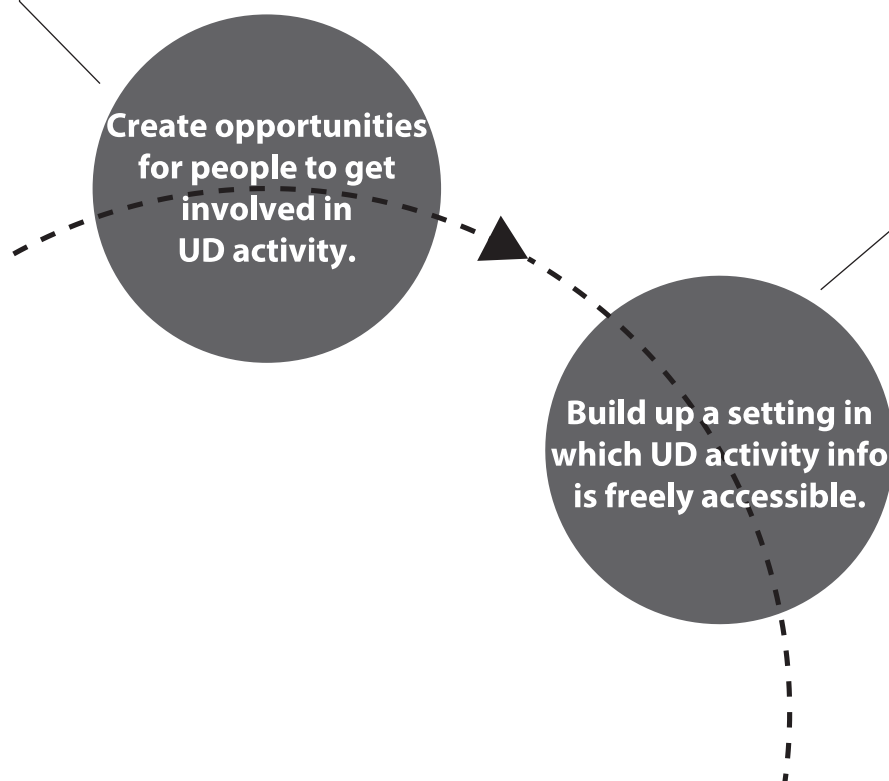 Create opportunities
for people to get
involved in
UD activity.
Build up a setting in
which UD activity info
is freely accessible.